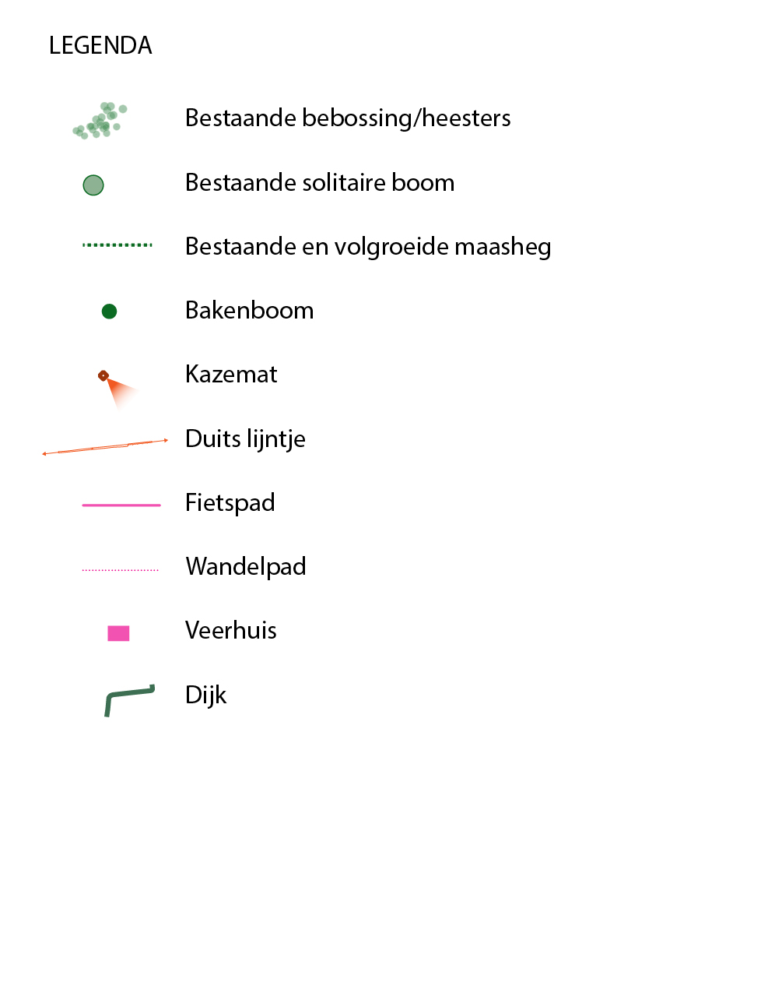 LEGENDA
Bestaande bebossing/heesters
Bestaande solitaire boom
Bestaande en volgroeide maasheg
Bakenboom
Kazemat
Duits lijntje
Fietspad
Wandelpad
Veerhuis
Dijk